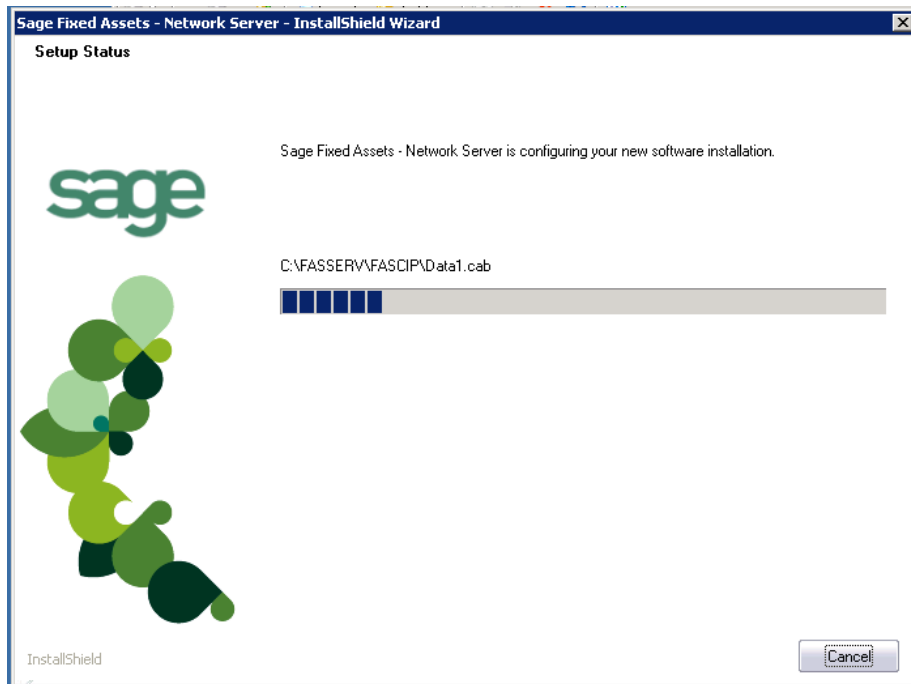 Sage Fixed Assets - Network Server - InstallShield Wizard
Setup Status
sage
Sage Fixed Assets - Network Server is configuring your new software installation.
C:\FASSERV\FASCIP\Data1.cab
InstallShield
Cancel